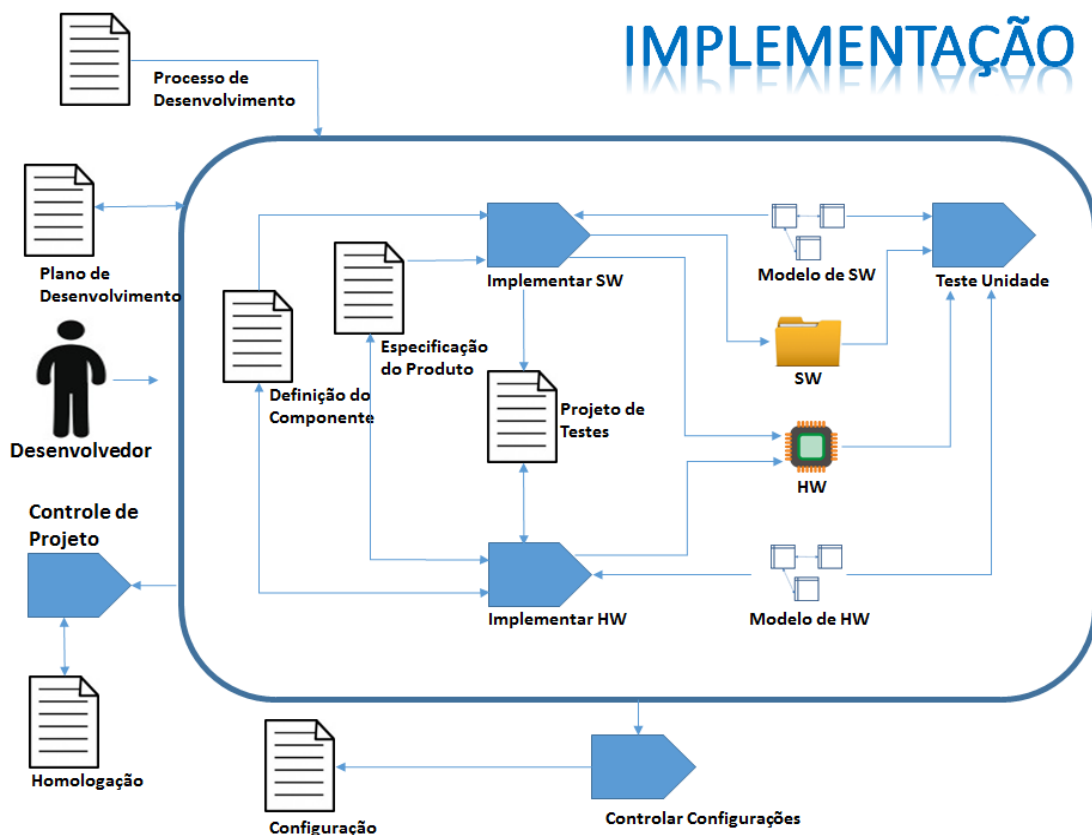 IMPLEMENTAÇÃO
Processo de
Desenvolvimento
Plano de
Desenvolvimento
Implementar SW
Modelo de SW
Teste Unidade
Especificação
do Produto
SW
Definição do
Componente
Projeto de
Testes
Desenvolvedor
HW
Controle de
Projeto
Implementar HW
Modelo de HW
Homologação
Configuração
Controlar Configurações